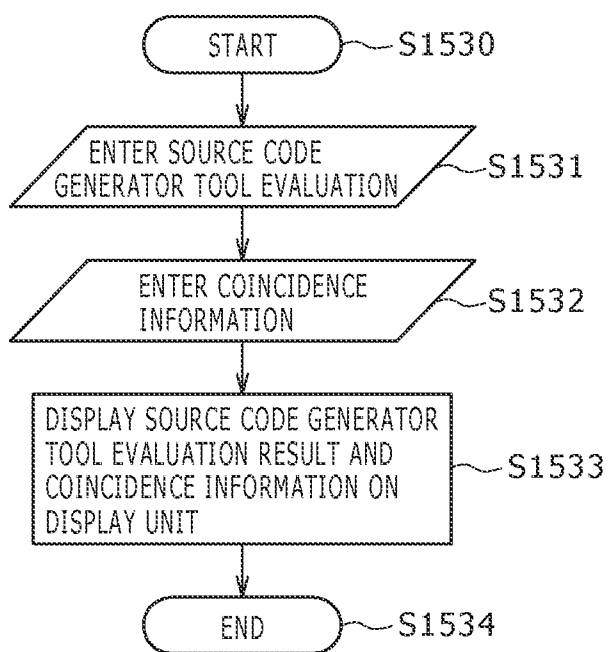 START
S1530
ENTER SOURCE CODE
GENERATOR TOOL EVALUATION
S1531
ENTER COINCIDENCE
INFORMATION
S1532
DISPLAY SOURCE CODE GENERATOR
TOOL EVALUATION RESULT AND
COINCIDENCE INFORMATION ON
DISPLAY UNIT
S1533
END
S1534